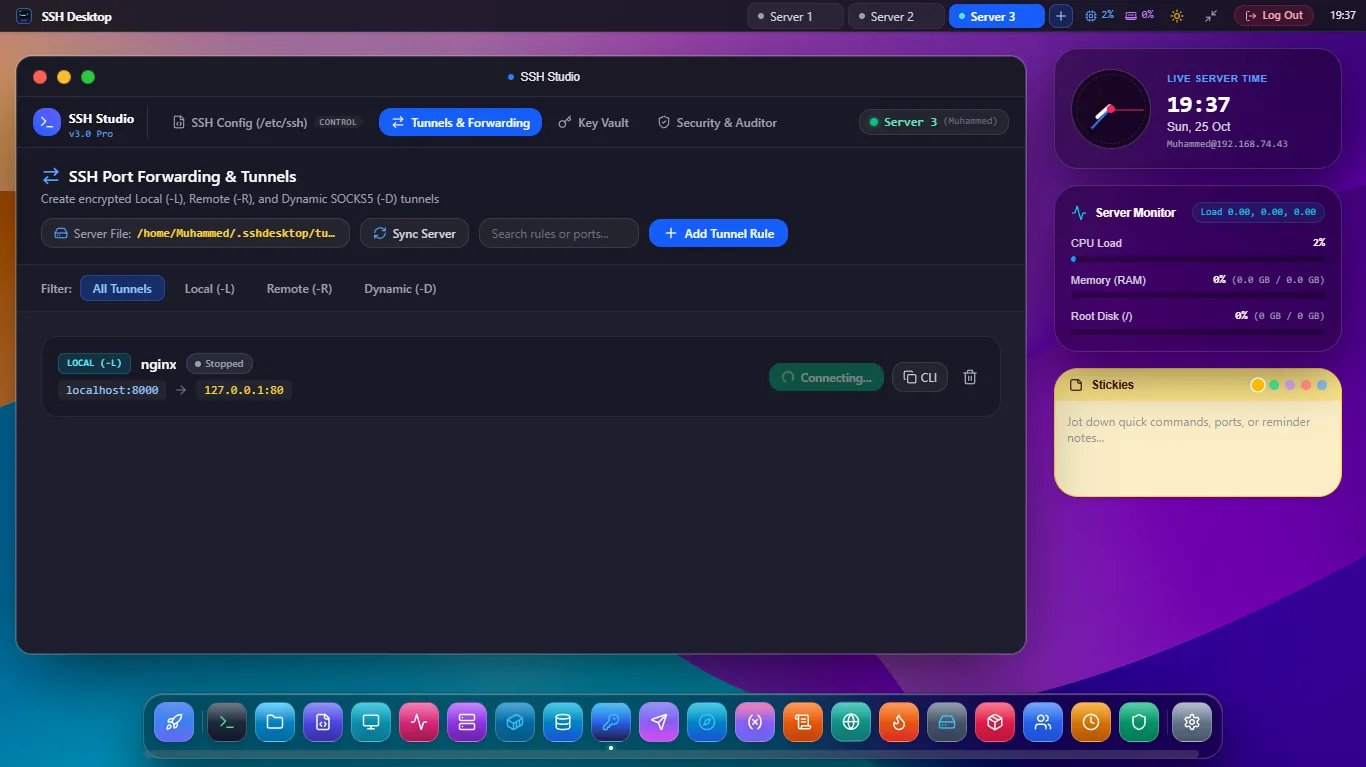 SSH Desktop
Server 1
Server 2
Server 3
2%
0%
Log Out
19:37
SSH Studio
SSH Studio
v3.0 Pro
SSH Config (/etc/ssh) CONTROL
Tunnels & Forwarding
Key Vault
Security & Auditor
Server 3 (Muhammed)
SSH Port Forwarding & Tunnels
Create encrypted Local (-L), Remote (-R), and Dynamic SOCKS5 (-D) tunnels
Server File: /home/Muhammed/.sshdesktop/tu…
Sync Server
Search rules or ports...
Add Tunnel Rule
Filter:
All Tunnels
Local (-L)
Remote (-R)
Dynamic (-D)
LOCAL (-L) nginx Stopped
localhost:8000 → 127.0.0.1:80
Connecting...
CLI
LIVE SERVER TIME
19:37
Sun, 25 Oct
Muhammed@192.168.74.43
Server Monitor
Load 0.00, 0.00, 0.00
CPU Load 2%
Memory (RAM) 0% (0.0 GB / 0.0 GB)
Root Disk (/) 0% (0 GB / 0 GB)
Stickies
Jot down quick commands, ports, or reminder
notes...